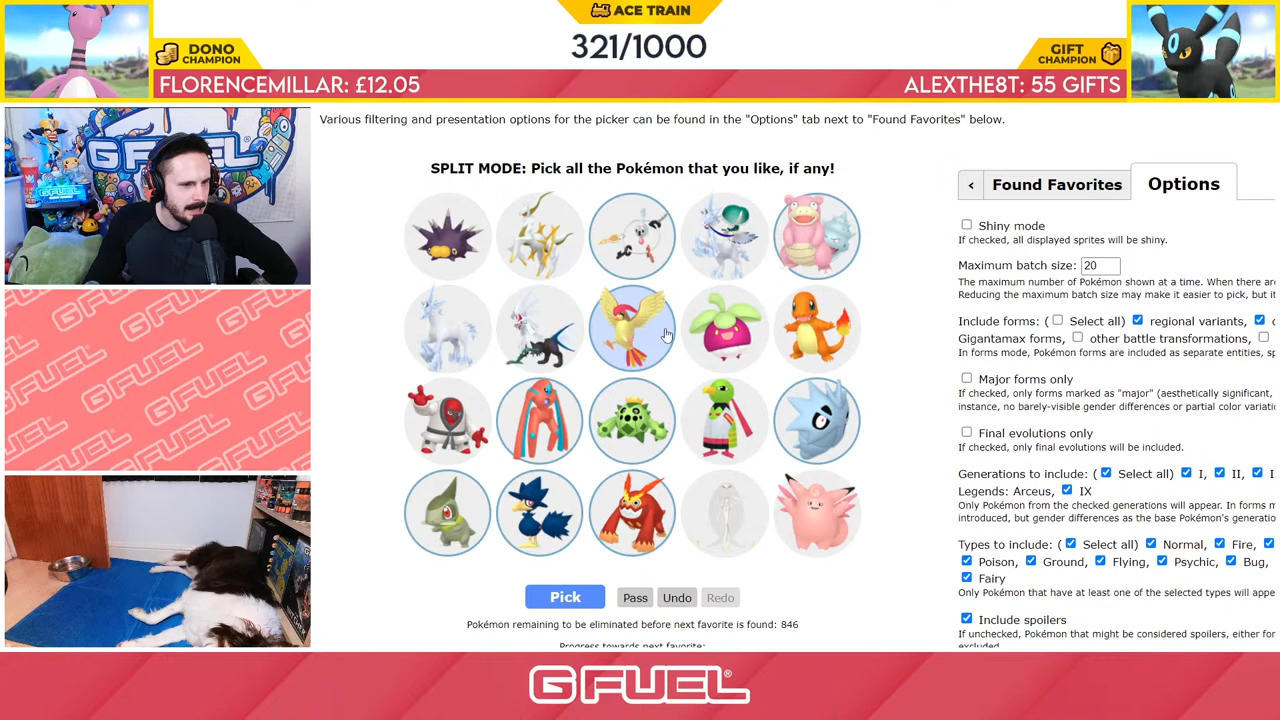 ACE TRAIN
321/1000
DONO
CHAMPION
GIFT
CHAMPION
FLORENCEMILLAR: £12.05
ALEXTHE8T: 55 GIFTS
Various filtering and presentation options for the picker can be found in the "Options" tab next to "Found Favorites" below.
SPLIT MODE: Pick all the Pokémon that you like, if any!
Pick
Pass
Undo
Redo
Pokémon remaining to be eliminated before next favorite is found: 846
Progress towards next favorite:
‹
Found Favorites
Options
Shiny mode
If checked, all displayed sprites will be shiny.
Maximum batch size: 20
The maximum number of Pokémon shown at a time. When there are
Reducing the maximum batch size may make it easier to pick, but it
Include forms: ( Select all) regional variants,
Gigantamax forms, other battle transformations,
In forms mode, Pokémon forms are included as separate entities, sp
Major forms only
If checked, only forms marked as "major" (aesthetically significant,
instance, no barely-visible gender differences or partial color variatio
Final evolutions only
If checked, only final evolutions will be included.
Generations to include: ( Select all) I, II, I
Legends: Arceus, IX
Only Pokémon from the checked generations will appear. In forms m
introduced, but gender differences as the base Pokémon's generatio
Types to include: ( Select all) Normal, Fire,
Poison, Ground, Flying, Psychic, Bug,
Fairy
Only Pokémon that have at least one of the selected types will appe
Include spoilers
If unchecked, Pokémon that might be considered spoilers, either for
excluded.
G FUEL
G FUEL®